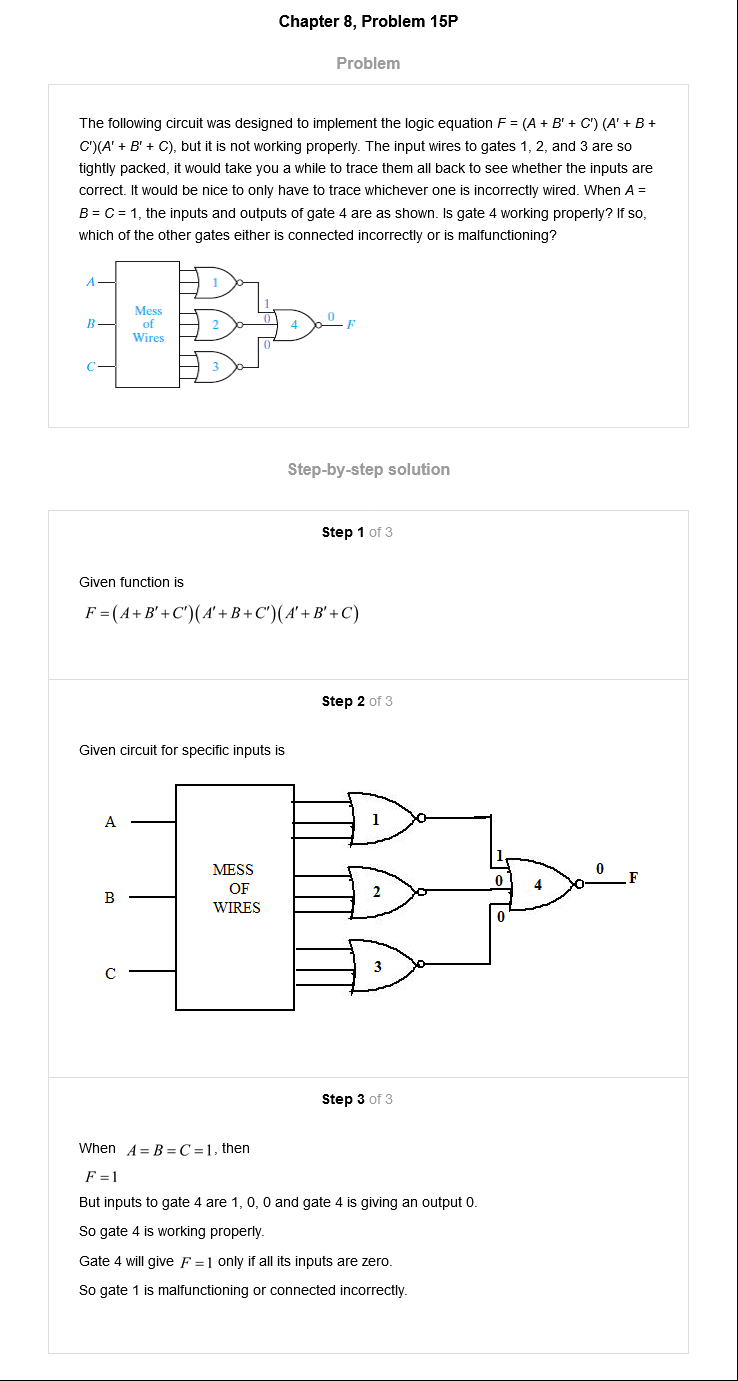 Chapter 8, Problem 15P
Problem
The following circuit was designed to implement the logic equation F = (A + B' + C') (A' + B +
C')(A' + B' + C), but it is not working properly. The input wires to gates 1, 2, and 3 are so
tightly packed, it would take you a while to trace them all back to see whether the inputs are
correct. It would be nice to only have to trace whichever one is incorrectly wired. When A =
B = C = 1, the inputs and outputs of gate 4 are as shown. Is gate 4 working properly? If so,
which of the other gates either is connected incorrectly or is malfunctioning?
A
1
1
Mess
B
of
2
0
4
0
F
Wires
0
C
3
Step-by-step solution
Step 1 of 3
Given function is
F = (A + B' + C')(A' + B + C')(A' + B' + C)
Step 2 of 3
Given circuit for specific inputs is
A
1
1
MESS
0
OF
2
0
4
F
B
WIRES
0
C
3
Step 3 of 3
When A = B = C = 1, then
F = 1
But inputs to gate 4 are 1, 0, 0 and gate 4 is giving an output 0.
So gate 4 is working properly.
Gate 4 will give F = 1 only if all its inputs are zero.
So gate 1 is malfunctioning or connected incorrectly.